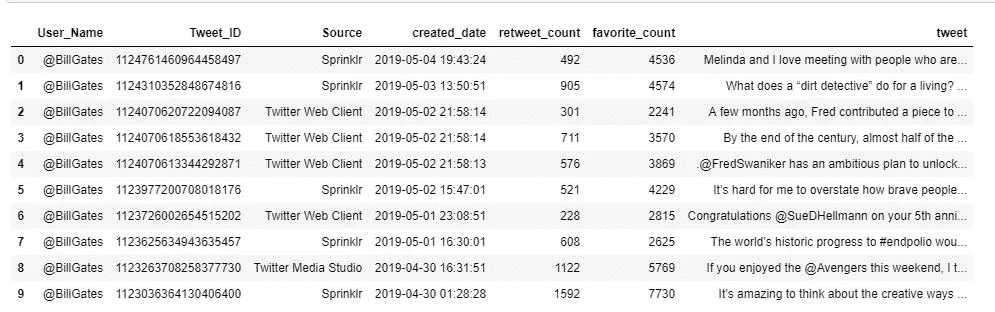 User_Name Tweet_ID Source created_date retweet_count favorite_count tweet
0 @BillGates 1124761460964458497 Sprinklr 2019-05-04 19:43:24 492 4536 Melinda and I love meeting with people who are...
1 @BillGates 1124310352848674816 Sprinklr 2019-05-03 13:50:51 905 4574 What does a “dirt detective” do for a living? ...
2 @BillGates 1124070620722094087 Twitter Web Client 2019-05-02 21:58:14 301 2241 A few months ago, Fred contributed a piece to ...
3 @BillGates 1124070618553618432 Twitter Web Client 2019-05-02 21:58:14 711 3570 By the end of the century, almost half of the ...
4 @BillGates 1124070613344292871 Twitter Web Client 2019-05-02 21:58:13 576 3869 .@FredSwaniker has an ambitious plan to unlock...
5 @BillGates 1123977200708018176 Sprinklr 2019-05-02 15:47:01 521 4229 It’s hard for me to overstate how brave people...
6 @BillGates 1123726002654515202 Twitter Web Client 2019-05-01 23:08:51 228 2815 Congratulations @SueDHellmann on your 5th anni...
7 @BillGates 1123625634943635457 Sprinklr 2019-05-01 16:30:01 608 2625 The world’s historic progress to #endpolio wou...
8 @BillGates 1123263708258377730 Twitter Media Studio 2019-04-30 16:31:51 1122 5769 If you enjoyed the @Avengers this weekend, I t...
9 @BillGates 1123036364130406400 Sprinklr 2019-04-30 01:28:28 1592 7730 It’s amazing to think about the creative ways ...